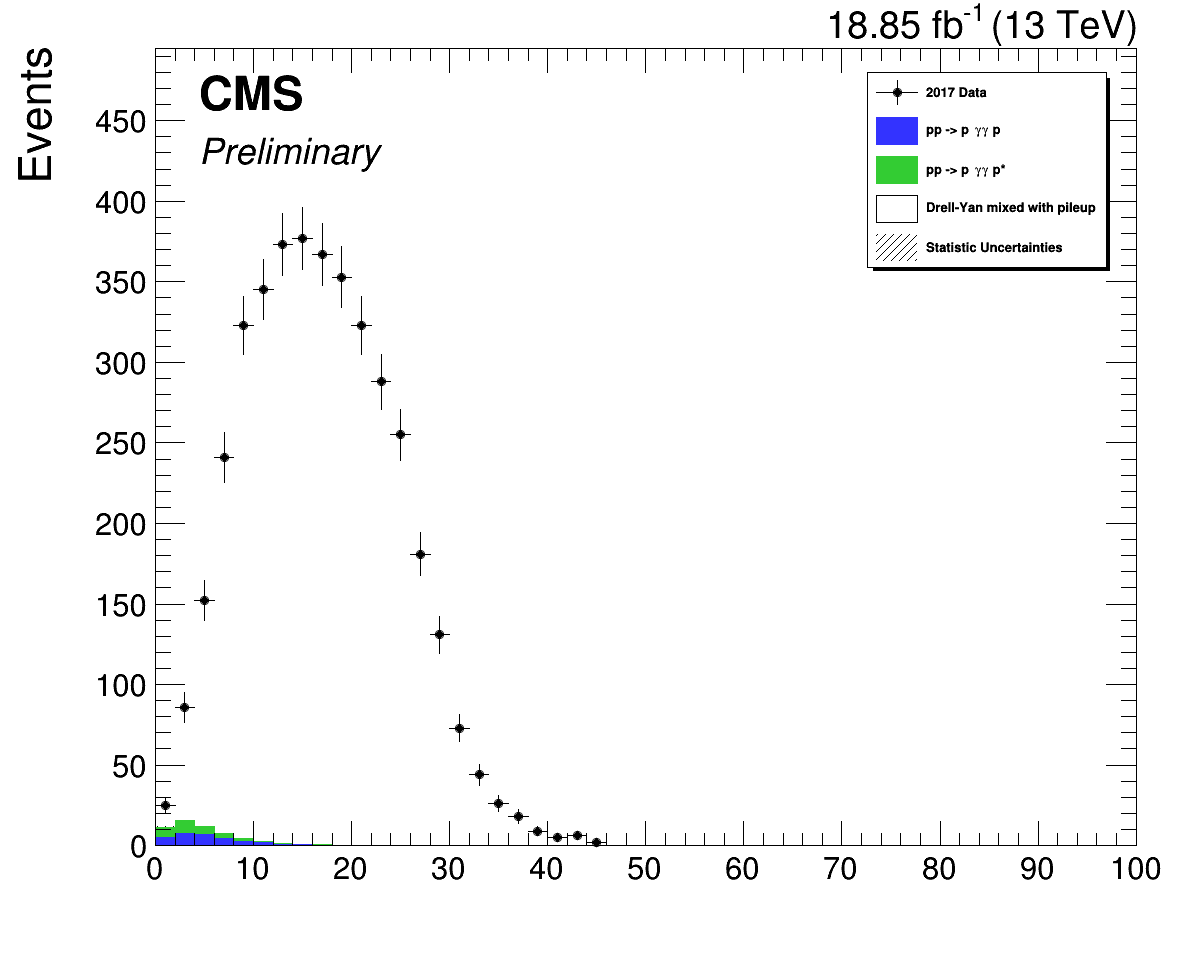 18.85 fb⁻¹ (13 TeV)
Events
CMS
Preliminary
2017 Data
pp -> p γγ p
pp -> p γγ p*
Drell-Yan mixed with pileup
Statistic Uncertainties
450
400
350
300
250
200
150
100
50
0
0 10 20 30 40 50 60 70 80 90 100